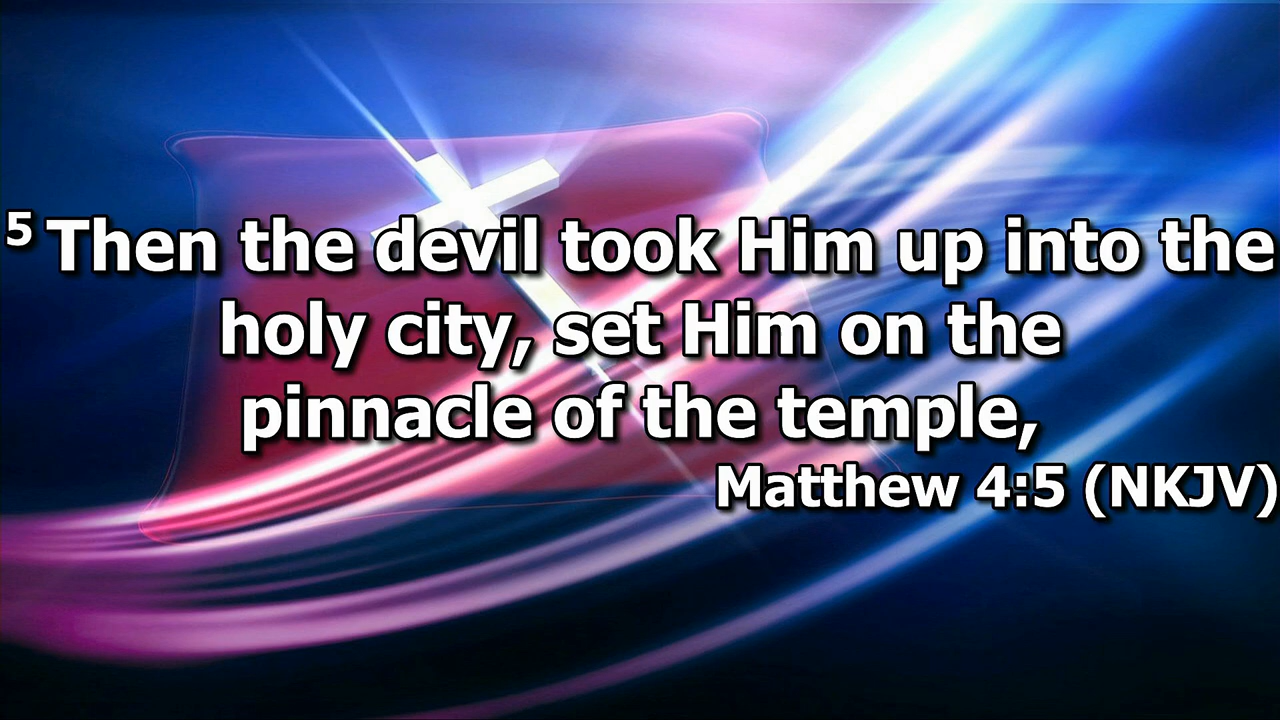 5 Then the devil took Him up into the
holy city, set Him on the
pinnacle of the temple,
Matthew 4:5 (NKJV)